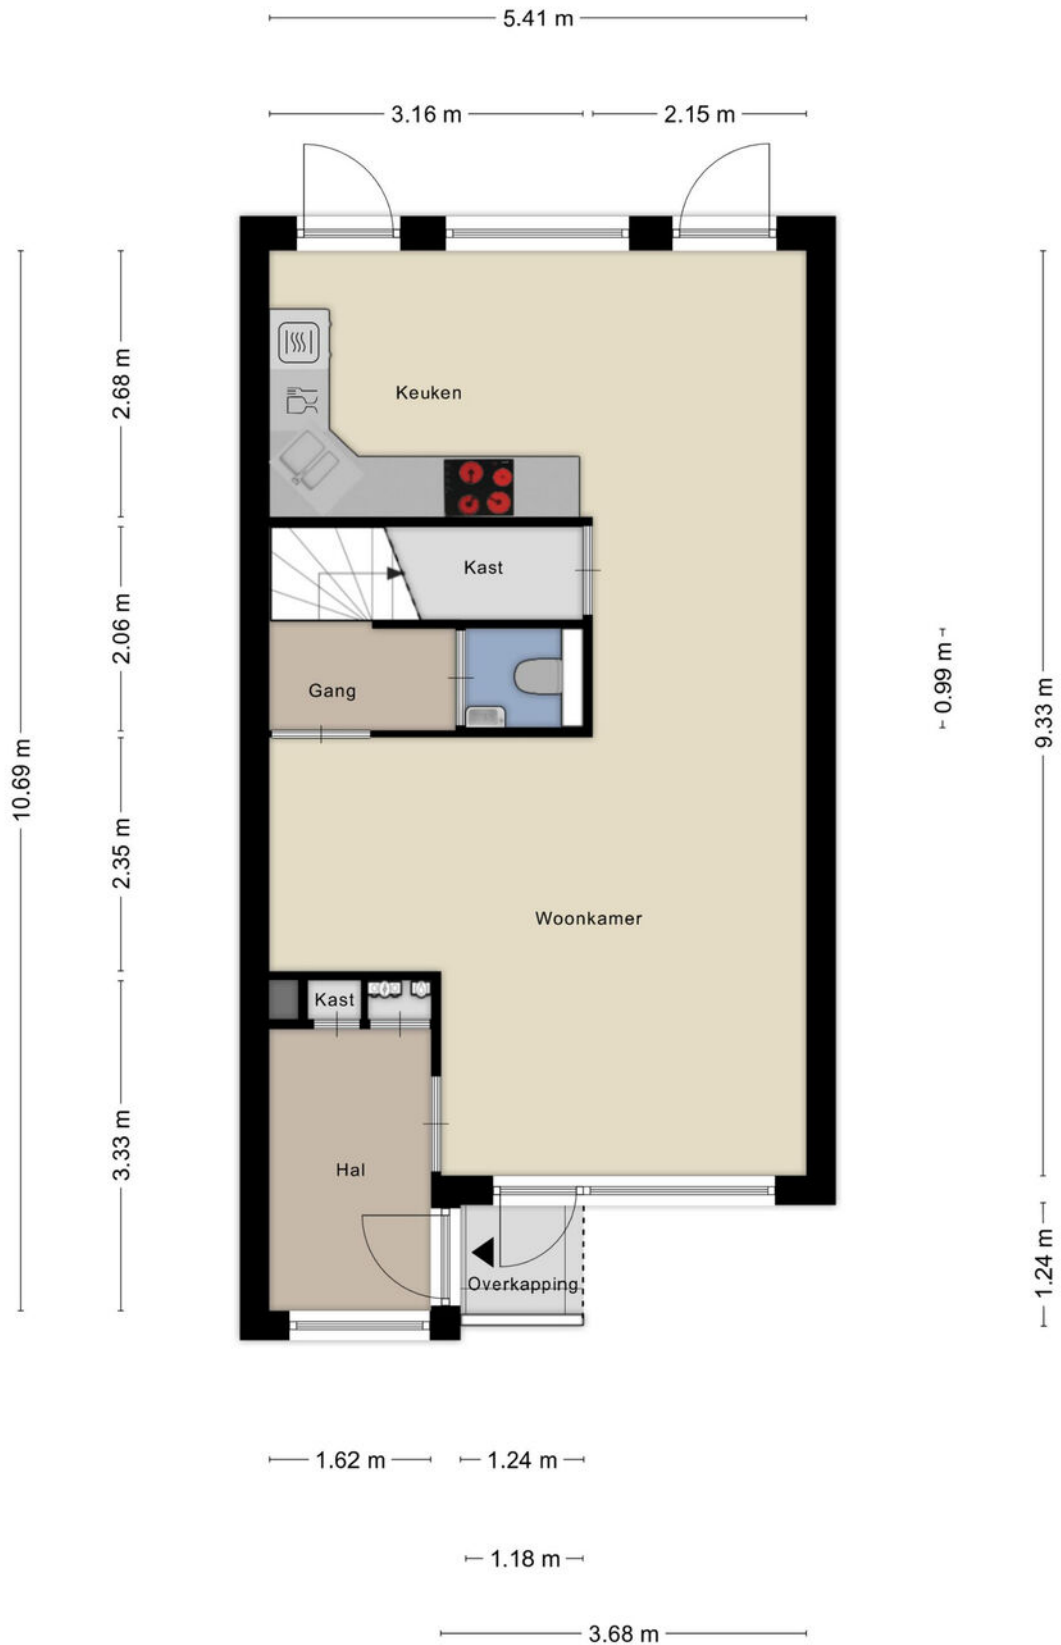 5.41 m
3.16 m
2.15 m
2.68 m
Keuken
Kast
2.06 m
Gang
0.99 m
9.33 m
10.69 m
2.35 m
Woonkamer
Kast
3.33 m
Hal
1.24 m
Overkapping
1.62 m
1.24 m
1.18 m
3.68 m